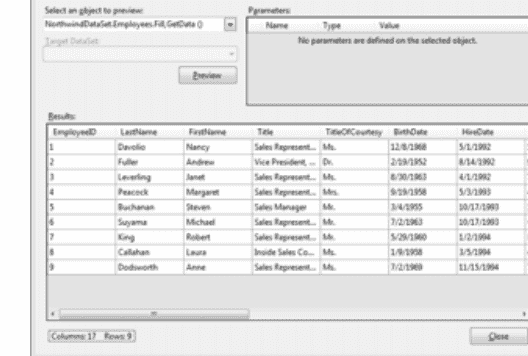 Select an object to preview:
NorthwindDataSet.Employees.Fill,GetData ()
Target DataSet:
Preview
Parameters:
Name Type Value
No parameters are defined on the selected object.
Results:
EmployeeID LastName FirstName Title TitleOfCourtesy BirthDate HireDate
1 Davolio Nancy Sales Represent... Ms. 12/8/1968 5/1/1992
2 Fuller Andrew Vice President, ... Dr. 2/19/1952 8/14/1992
3 Leverling Janet Sales Represent... Ms. 8/30/1963 4/1/1992
4 Peacock Margaret Sales Represent... Mrs. 9/19/1958 5/3/1993
5 Buchanan Steven Sales Manager Mr. 3/4/1955 10/17/1993
6 Suyama Michael Sales Represent... Mr. 7/2/1963 10/17/1993
7 King Robert Sales Represent... Mr. 5/29/1960 1/2/1994
8 Callahan Laura Inside Sales Co... Ms. 1/9/1958 3/5/1994
9 Dodsworth Anne Sales Represent... Ms. 7/2/1969 11/15/1994
Columns: 17 Rows: 9
Close